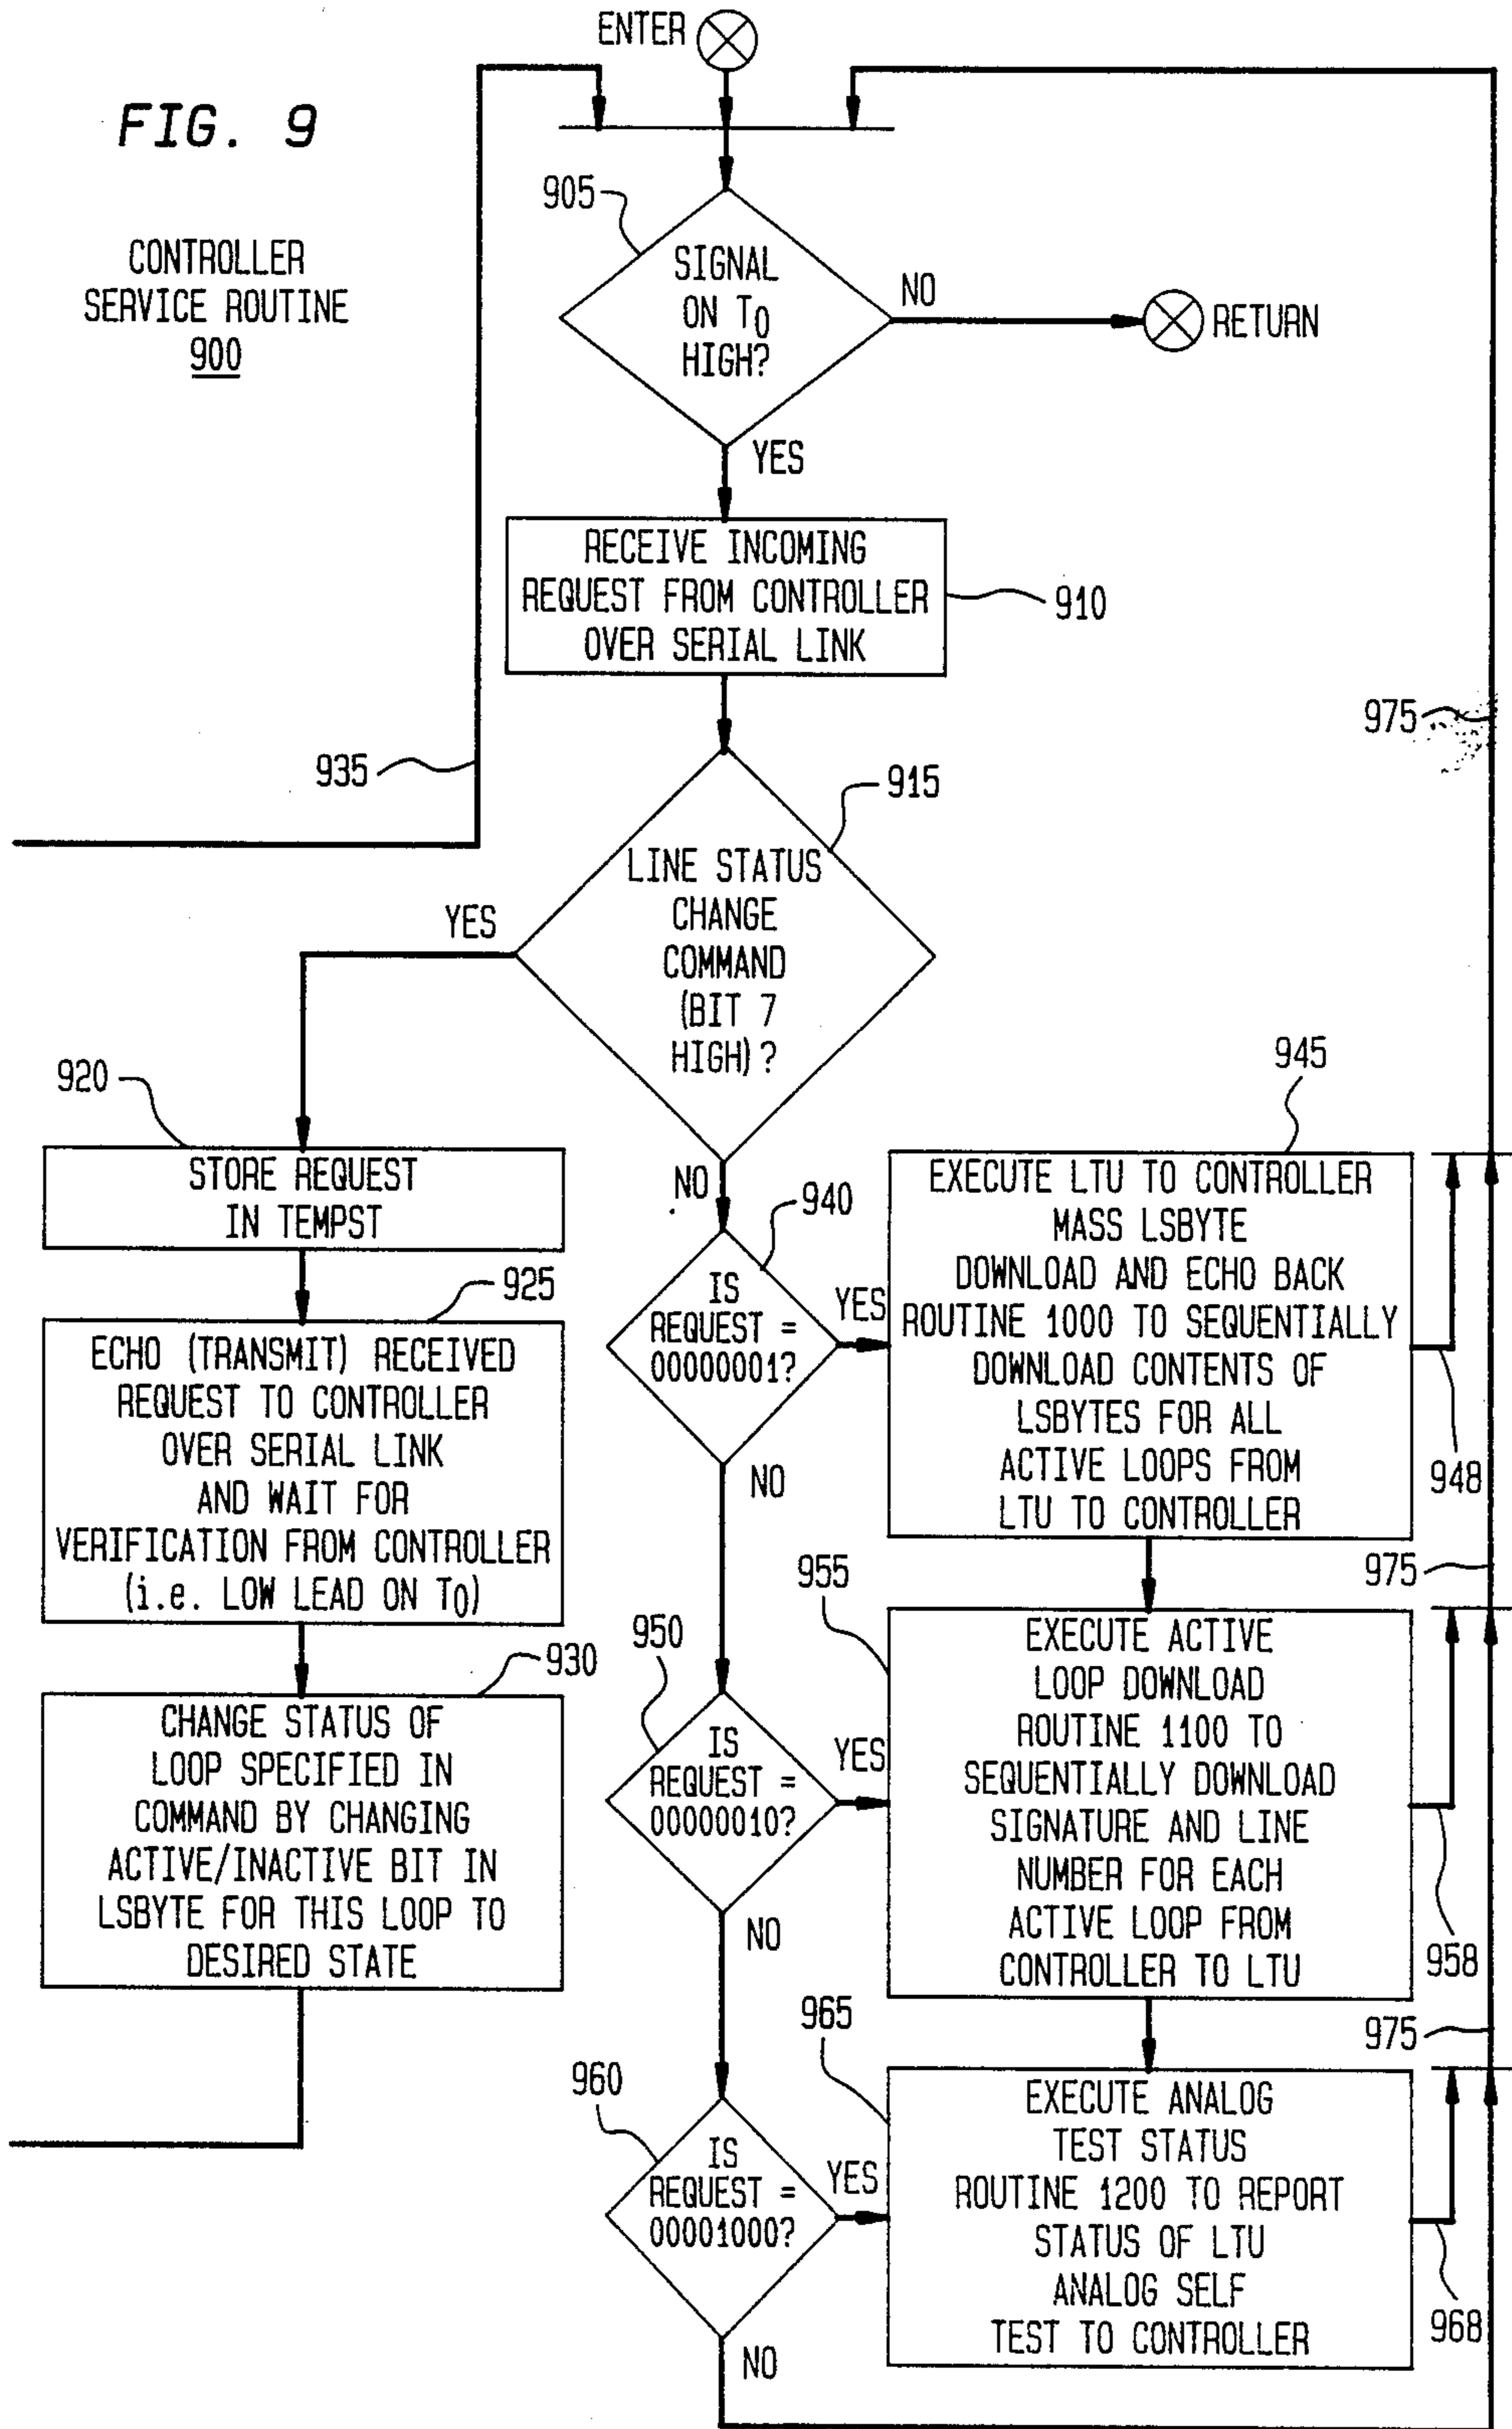 ENTER
FIG. 9
CONTROLLER
SERVICE ROUTINE
900
905
SIGNAL
ON T0
HIGH?
NO
RETURN
YES
RECEIVE INCOMING
REQUEST FROM CONTROLLER
OVER SERIAL LINK
910
975
935
915
LINE STATUS
CHANGE
COMMAND
(BIT 7
HIGH)?
YES
NO
920
STORE REQUEST
IN TEMPST
925
ECHO (TRANSMIT) RECEIVED
REQUEST TO CONTROLLER
OVER SERIAL LINK
AND WAIT FOR
VERIFICATION FROM CONTROLLER
(i.e. LOW LEAD ON T0)
930
CHANGE STATUS OF
LOOP SPECIFIED IN
COMMAND BY CHANGING
ACTIVE/INACTIVE BIT IN
LSBYTE FOR THIS LOOP TO
DESIRED STATE
940
IS
REQUEST =
00000001?
YES
NO
945
EXECUTE LTU TO CONTROLLER
MASS LSBYTE
DOWNLOAD AND ECHO BACK
ROUTINE 1000 TO SEQUENTIALLY
DOWNLOAD CONTENTS OF
LSBYTES FOR ALL
ACTIVE LOOPS FROM
LTU TO CONTROLLER
948
975
950
IS
REQUEST =
00000010?
YES
NO
955
EXECUTE ACTIVE
LOOP DOWNLOAD
ROUTINE 1100 TO
SEQUENTIALLY DOWNLOAD
SIGNATURE AND LINE
NUMBER FOR EACH
ACTIVE LOOP FROM
CONTROLLER TO LTU
958
975
960
IS
REQUEST =
00001000?
YES
NO
965
EXECUTE ANALOG
TEST STATUS
ROUTINE 1200 TO REPORT
STATUS OF LTU
ANALOG SELF
TEST TO CONTROLLER
968